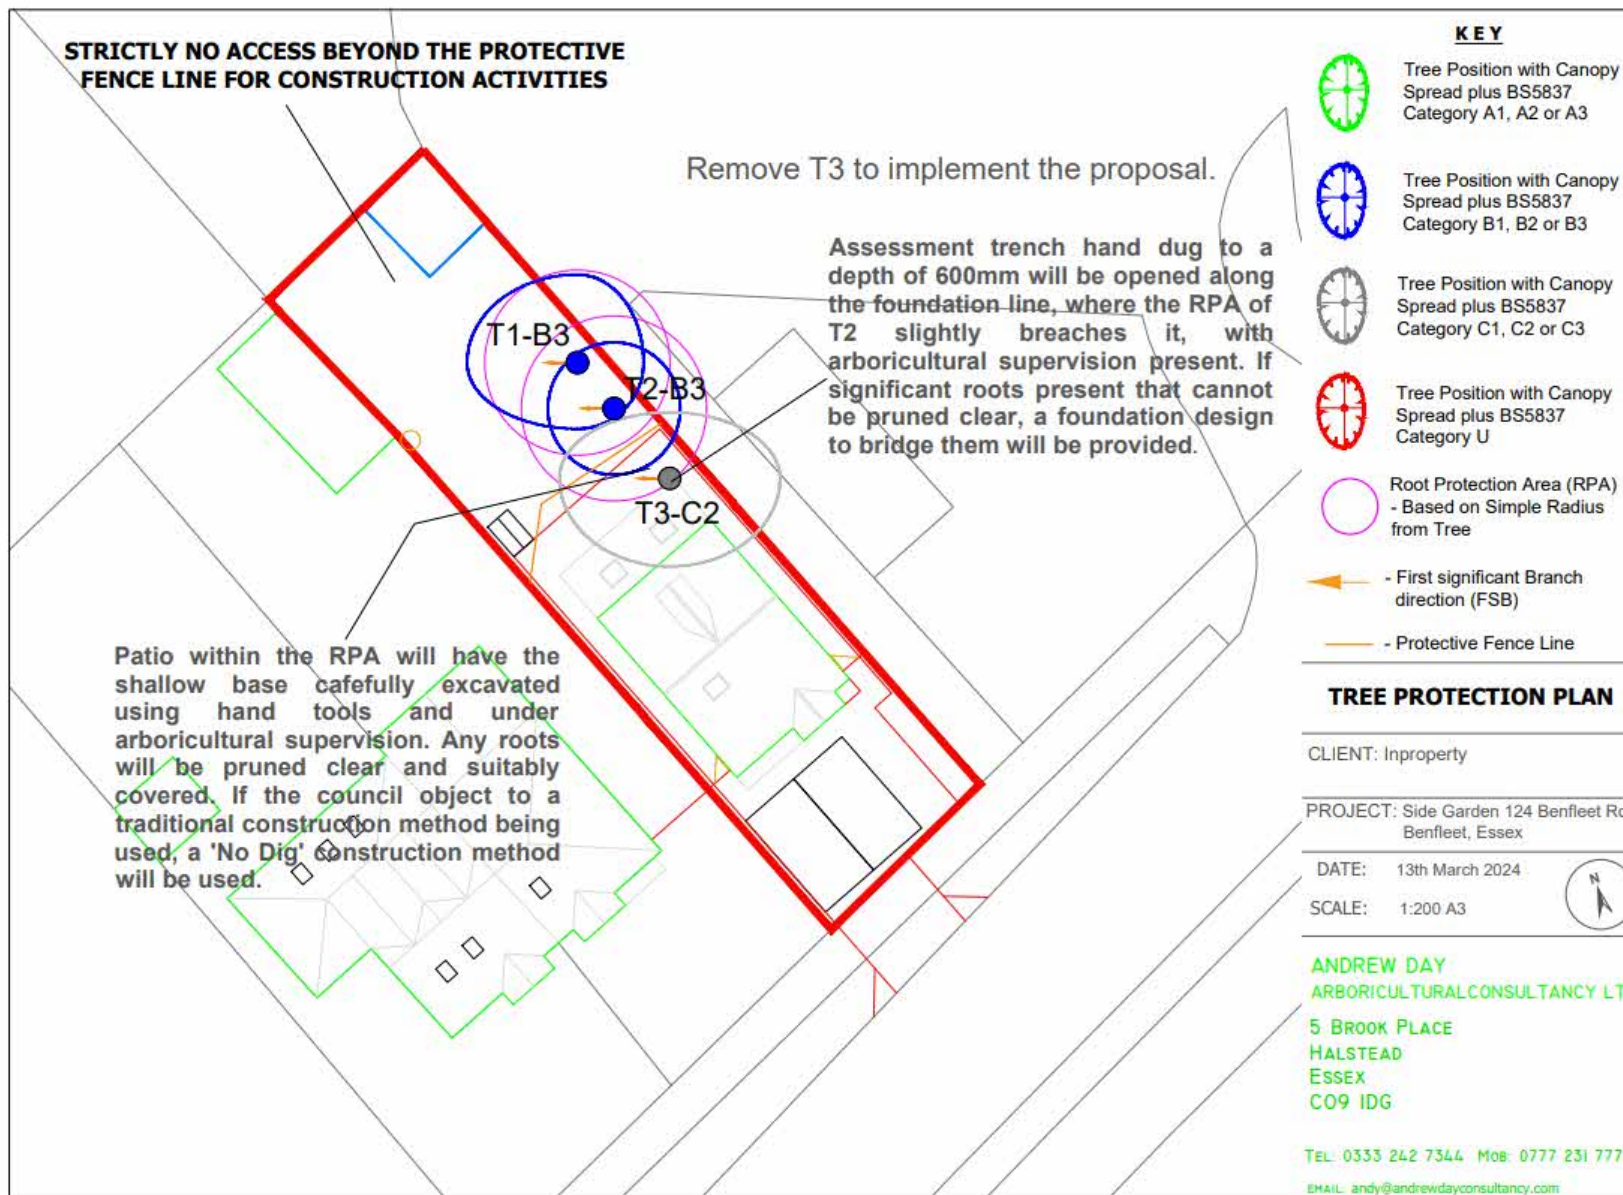 STRICTLY NO ACCESS BEYOND THE PROTECTIVE
FENCE LINE FOR CONSTRUCTION ACTIVITIES
Remove T3 to implement the proposal.
Assessment trench hand dug to a
depth of 600mm will be opened along
the foundation line, where the RPA of
T2 slightly breaches it, with
arboricultural supervision present. If
significant roots present that cannot
be pruned clear, a foundation design
to bridge them will be provided.
T1-B3
T2-B3
T3-C2
Patio within the RPA will have the
shallow base cafefully excavated
using hand tools and under
arboricultural supervision. Any roots
will be pruned clear and suitably
covered. If the council object to a
traditional construction method being
used, a 'No Dig' construction method
will be used.
KEY
Tree Position with Canopy
Spread plus BS5837
Category A1, A2 or A3
Tree Position with Canopy
Spread plus BS5837
Category B1, B2 or B3
Tree Position with Canopy
Spread plus BS5837
Category C1, C2 or C3
Tree Position with Canopy
Spread plus BS5837
Category U
Root Protection Area (RPA)
- Based on Simple Radius
from Tree
- First significant Branch
direction (FSB)
- Protective Fence Line
TREE PROTECTION PLAN
CLIENT: Inproperty
PROJECT: Side Garden 124 Benfleet Ro
Benfleet, Essex
DATE: 13th March 2024
N
SCALE: 1:200 A3
ANDREW DAY
ARBORICULTURALCONSULTANCY LT
5 BROOK PLACE
HALSTEAD
ESSEX
CO9 1DG
TEL: 0333 242 7344 MOB: 0777 231 777
EMAIL: andy@andrewdayconsultancy.com